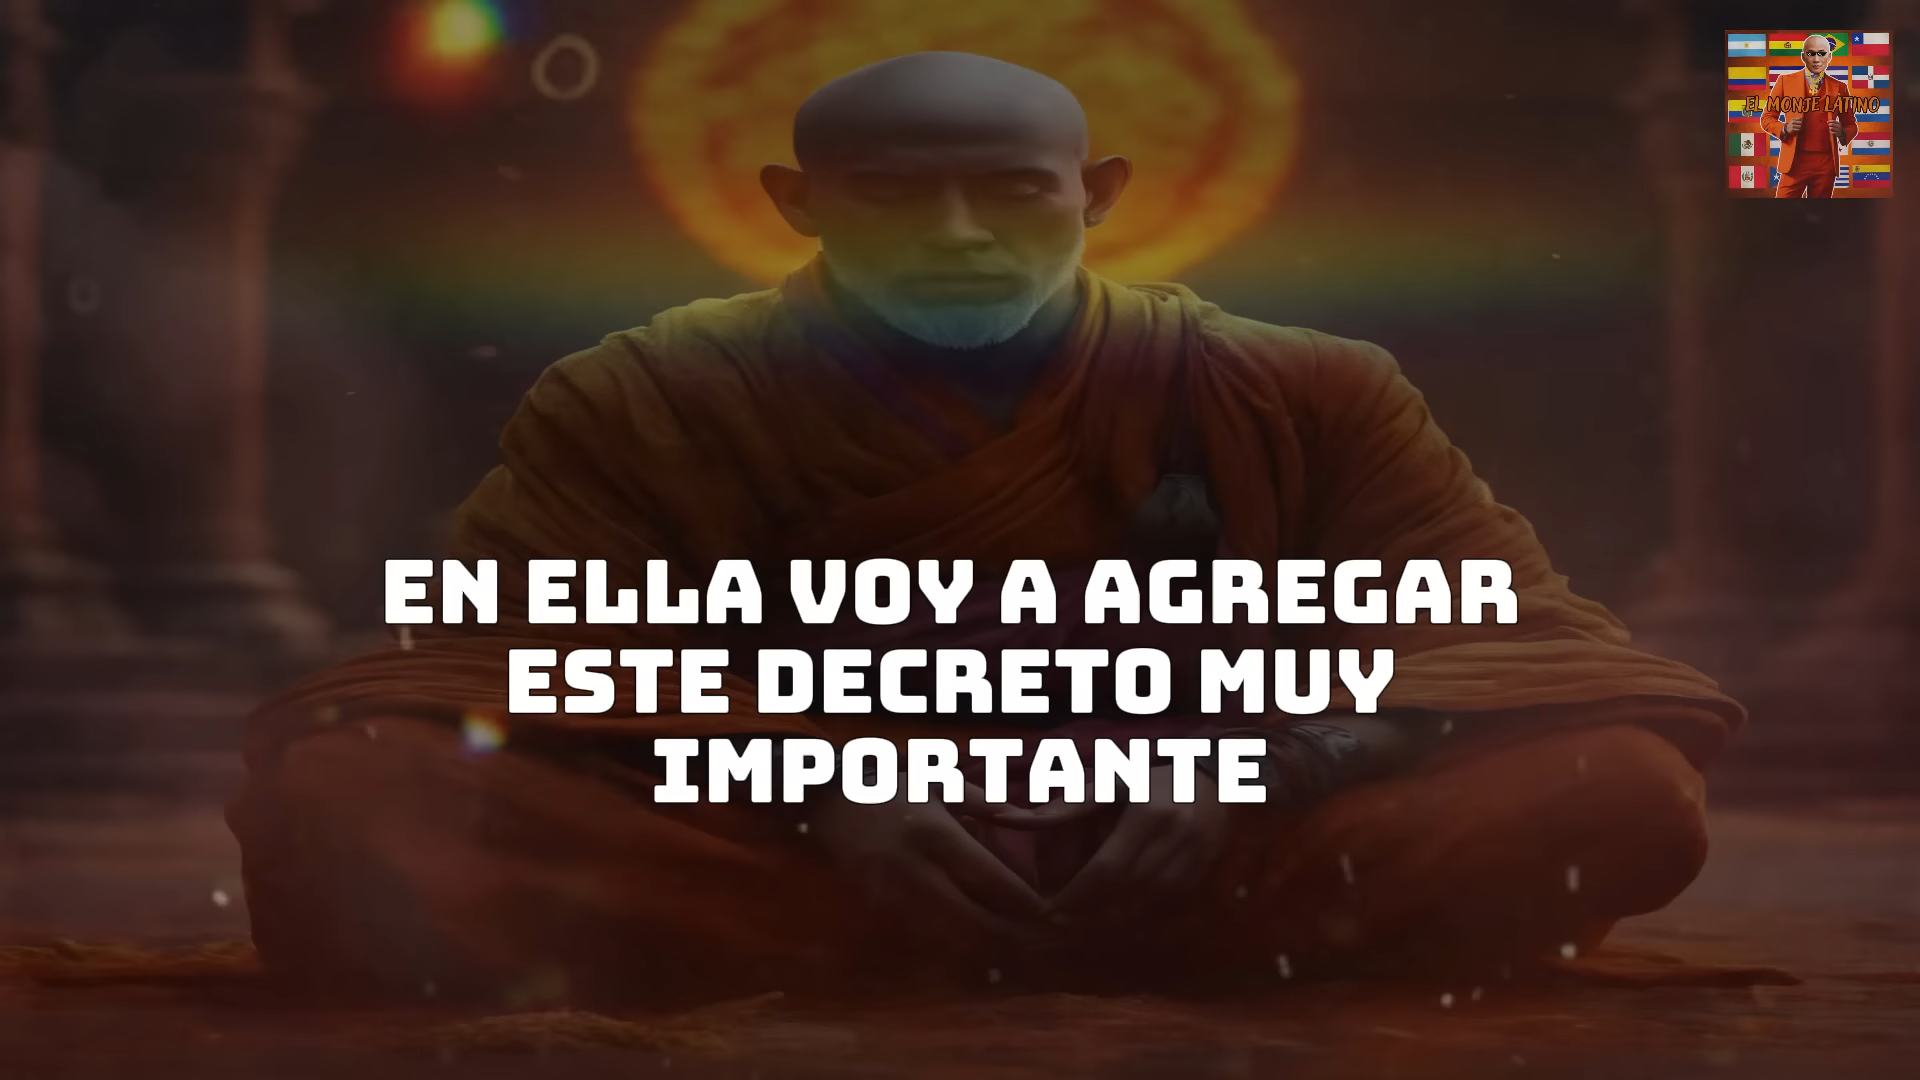 EL MONJE LATINO
EN ELLA VOY A AGREGAR
ESTE DECRETO MUY
IMPORTANTE